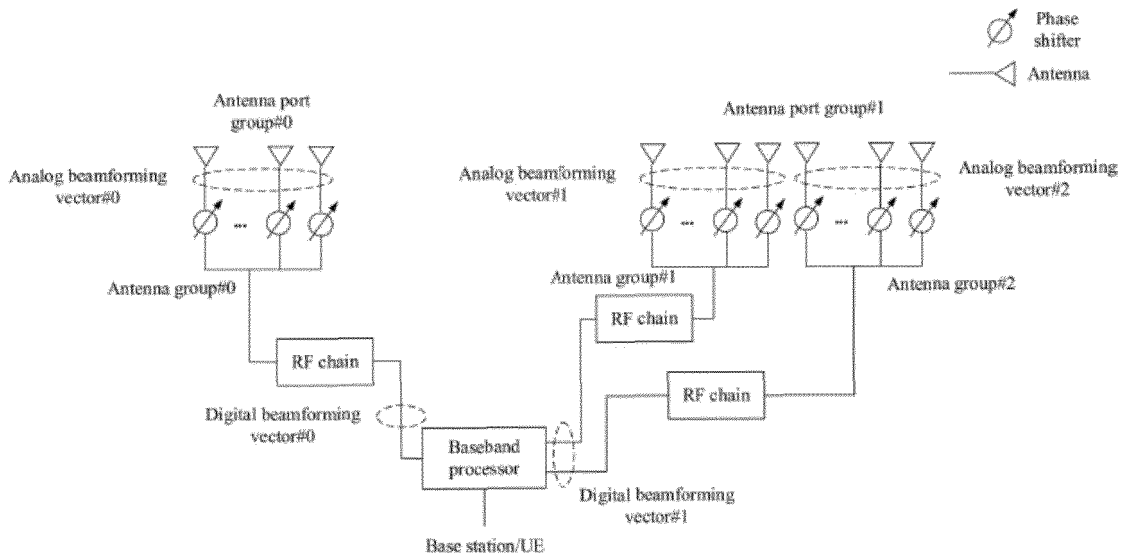 Phase
shifter
Antenna
Antenna port
group#0
Antenna port group#1
Analog beamforming
vector#0
Analog beamforming
vector#1
Analog beamforming
vector#2
...
...
...
Antenna group#0
Antenna group#1
Antenna group#2
RF chain
RF chain
RF chain
Digital beamforming
vector#0
Baseband
processor
Digital beamforming
vector#1
Base station/UE